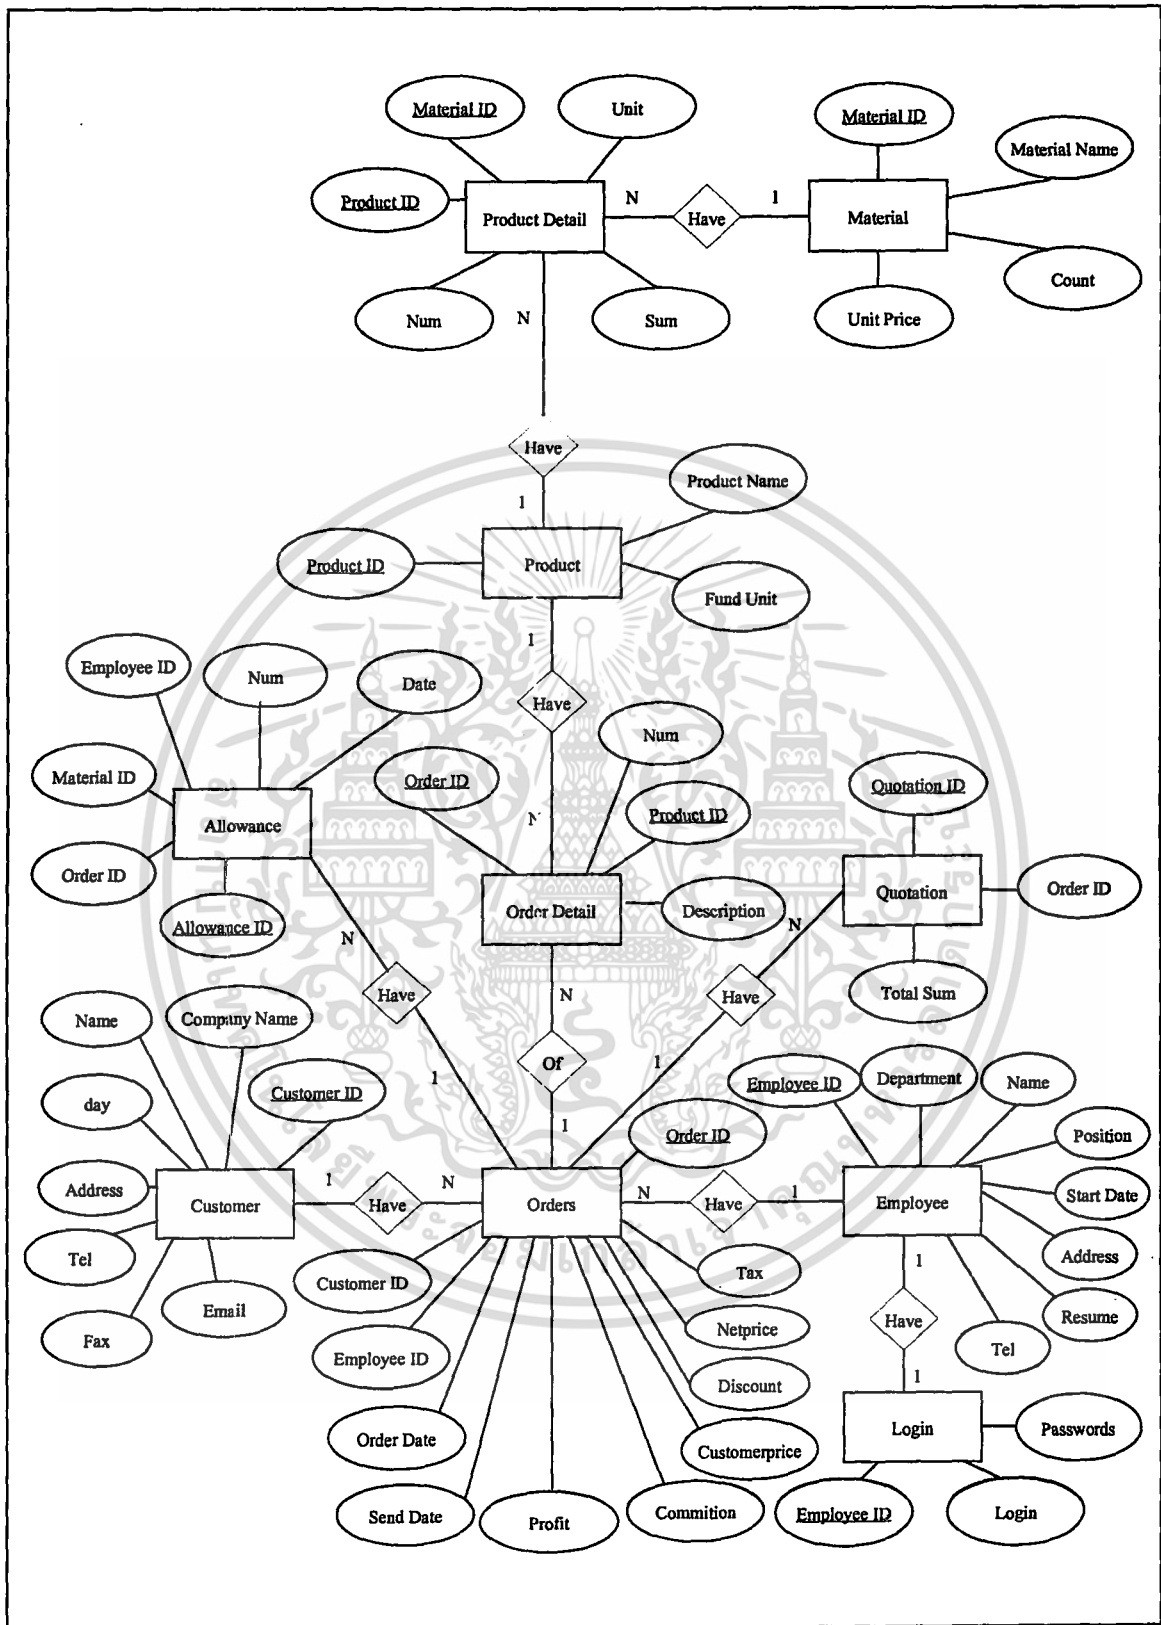 Material ID
Unit
Material ID
Material Name
Product ID
Product Detail
N
Have
1
Material
Num
N
Sum
Unit Price
Count
Have
1
Product Name
Product ID
Product
Fund Unit
Employee ID
Num
Date
1
Have
Num
Material ID
Order ID
Quotation ID
Allowance
N
Product ID
Order ID
Order Detail
Description
Quotation
Order ID
Allowance ID
N
N
Have
N
Have
Total Sum
Name
Company Name
Of
1
1
Employee ID
Department
Name
day
Customer ID
1
Order ID
Position
Address
Customer
1
Have
N
Orders
N
Have
1
Employee
Start Date
Tel
Customer ID
Tax
1
Address
Fax
Email
Netprice
Have
Resume
Employee ID
Tel
Discount
1
Order Date
Customerprice
Login
Passwords
Send Date
Profit
Commition
Employee ID
Login